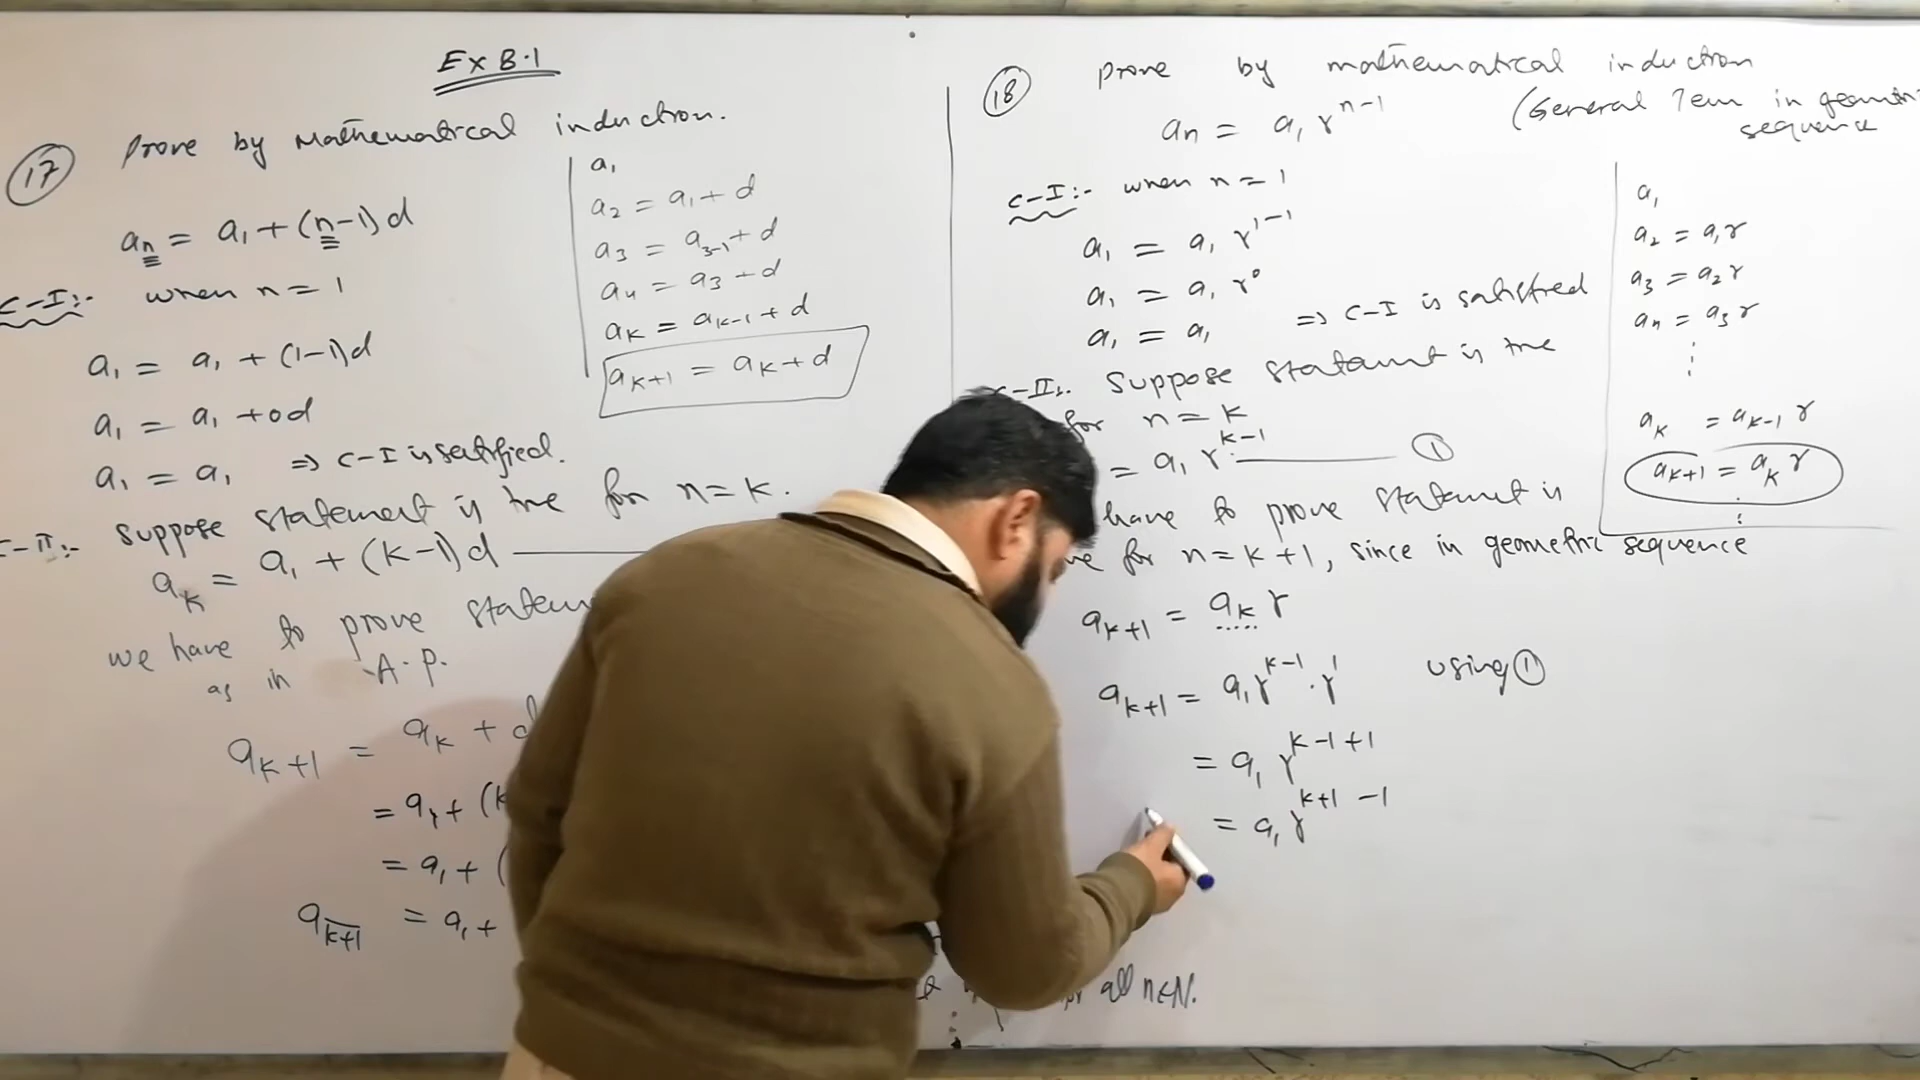 Ex 8.1
17 Prove by Mathematical induction.
an = a1 + (n-1)d
C-I:- when n = 1
a1 = a1 + (1-1)d
a1 = a1 + 0d
a1 = a1 ⇒ C-I is satisfied.
C-II:- Suppose statement is true for n = k.
ak = a1 + (k-1)d
we have to prove statem
as in A.P.
ak+1 = ak + d
= a1 + (k
= a1 + (
ak+1 = a1 +
a1
a2 = a1 + d
a3 = a3-1 + d
a4 = a3 + d
ak = ak-1 + d
ak+1 = ak + d
18 Prove by mathematical induction
an = a1 r^n-1 (General Term in geomet
sequence
C-I:- when n = 1
a1 = a1 r^1-1
a1 = a1 r^0
a1 = a1 ⇒ C-I is satisfied
C-II:- Suppose statement is true
for n = k
= a1 r^k-1 ①
have to prove statement is
for n = k+1, since in geometric sequence
ak+1 = ak r
ak+1 = a1 r^k-1 · r^1 using ①
= a1 r^k-1+1
= a1 r^k+1-1
all n∈N.
a1
a2 = a1 r
a3 = a2 r
a4 = a3 r
⋮
ak = ak-1 r
ak+1 = ak r
⋮